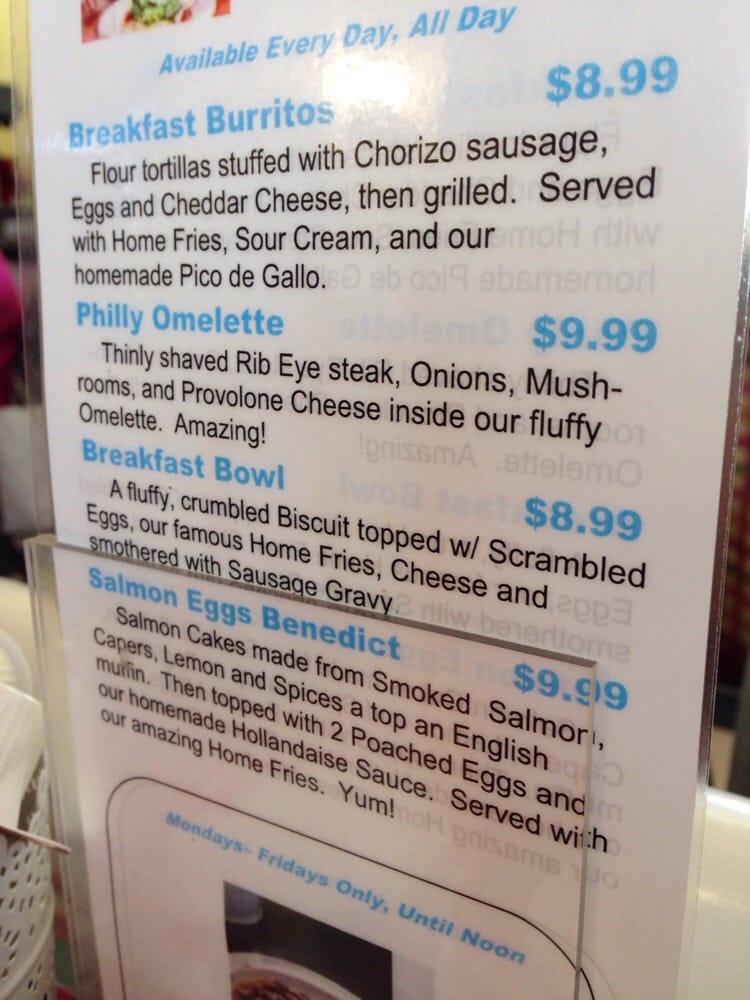 Available Every Day, All Day
Breakfast Burritos $8.99
Flour tortillas stuffed with Chorizo sausage,
Eggs and Cheddar Cheese, then grilled. Served
with Home Fries, Sour Cream, and our
homemade Pico de Gallo.
Philly Omelette $9.99
Thinly shaved Rib Eye steak, Onions, Mush-
rooms, and Provolone Cheese inside our fluffy
Omelette. Amazing!
Breakfast Bowl $8.99
A fluffy, crumbled Biscuit topped w/ Scrambled
Eggs, our famous Home Fries, Cheese and
smothered with Sausage Gravy.
Salmon Eggs Benedict $9.99
Salmon Cakes made from Smoked Salmon,
Capers, Lemon and Spices a top an English
muffin. Then topped with 2 Poached Eggs and
our homemade Hollandaise Sauce. Served with
our amazing Home Fries. Yum!
Mondays- Fridays Only, Until Noon